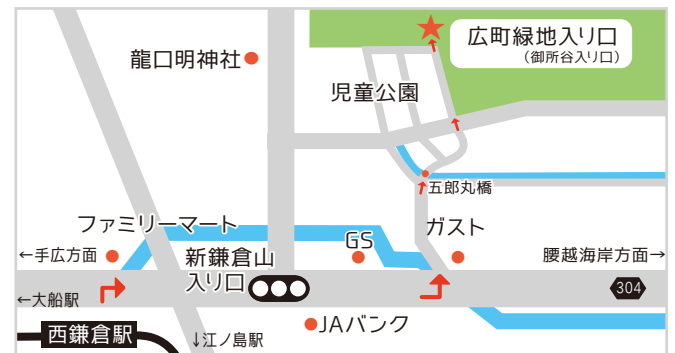 広町緑地入り口
(御所谷入り口)
龍口明神社
児童公園
五郎丸橋
ファミリーマート
ガスト
GS
←手広方面
新鎌倉山
入り口
腰越海岸方面→
304
←大船駅
JAバンク
西鎌倉駅
↓江ノ島駅